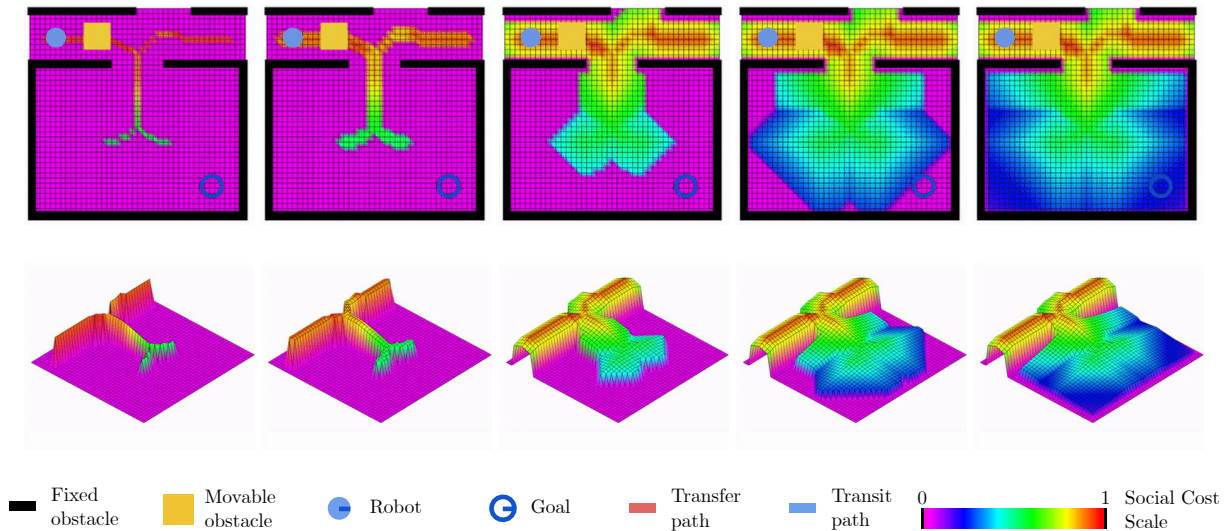 Fixed obstacle
Movable obstacle
Robot
Goal
Transfer path
Transit path
0
1
Social Cost Scale